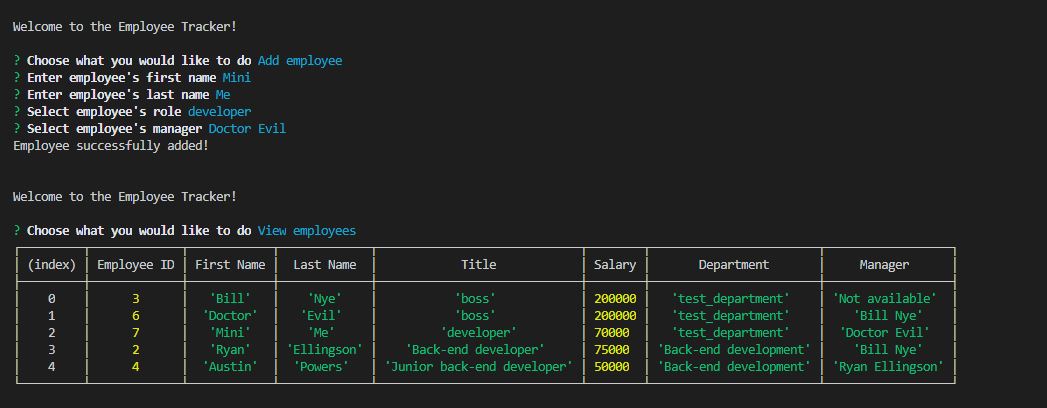 Welcome to the Employee Tracker!
? Choose what you would like to do Add employee
? Enter employee's first name Mini
? Enter employee's last name Me
? Select employee's role developer
? Select employee's manager Doctor Evil
Employee successfully added!
Welcome to the Employee Tracker!
? Choose what you would like to do View employees
(index) Employee ID First Name Last Name Title Salary Department Manager
0 3 'Bill' 'Nye' 'boss' 200000 'test_department' 'Not available'
1 6 'Doctor' 'Evil' 'boss' 200000 'test_department' 'Bill Nye'
2 7 'Mini' 'Me' 'developer' 70000 'test_department' 'Doctor Evil'
3 2 'Ryan' 'Ellingson' 'Back-end developer' 75000 'Back-end development' 'Bill Nye'
4 4 'Austin' 'Powers' 'Junior back-end developer' 50000 'Back-end development' 'Ryan Ellingson'